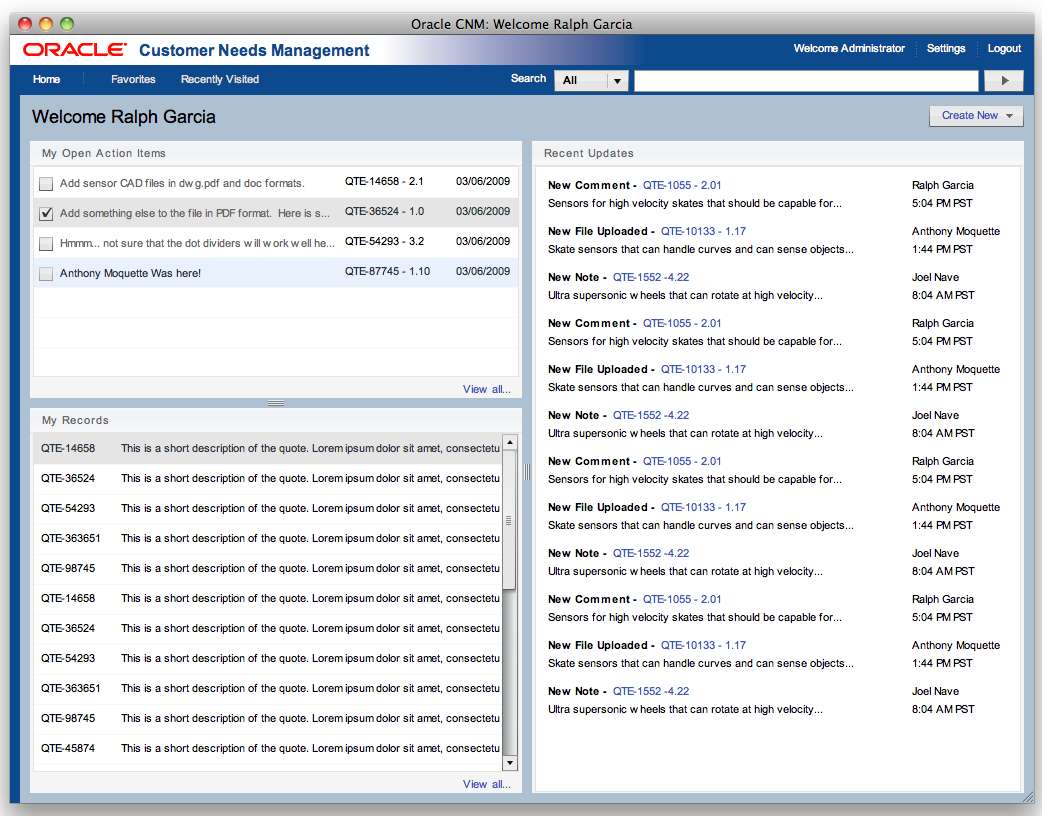 Oracle CNM: Welcome Ralph Garcia
ORACLE Customer Needs Management
Welcome Administrator Settings Logout
Home Favorites Recently Visited Search All
Welcome Ralph Garcia
Create New
My Open Action Items
Add sensor CAD files in dwg.pdf and doc formats. QTE-14658 - 2.1 03/06/2009
Add something else to the file in PDF format. Here is s... QTE-36524 - 1.0 03/06/2009
Hmmm... not sure that the dot dividers will work well he... QTE-54293 - 3.2 03/06/2009
Anthony Moquette Was here! QTE-87745 - 1.10 03/06/2009
View all...
My Records
QTE-14658 This is a short description of the quote. Lorem ipsum dolor sit amet, consectetu
QTE-36524 This is a short description of the quote. Lorem ipsum dolor sit amet, consectetu
QTE-54293 This is a short description of the quote. Lorem ipsum dolor sit amet, consectetu
QTE-363651 This is a short description of the quote. Lorem ipsum dolor sit amet, consectetu
QTE-98745 This is a short description of the quote. Lorem ipsum dolor sit amet, consectetu
QTE-14658 This is a short description of the quote. Lorem ipsum dolor sit amet, consectetu
QTE-36524 This is a short description of the quote. Lorem ipsum dolor sit amet, consectetu
QTE-54293 This is a short description of the quote. Lorem ipsum dolor sit amet, consectetu
QTE-363651 This is a short description of the quote. Lorem ipsum dolor sit amet, consectetu
QTE-98745 This is a short description of the quote. Lorem ipsum dolor sit amet, consectetu
QTE-45874 This is a short description of the quote. Lorem ipsum dolor sit amet, consectetu
View all...
Recent Updates
New Comment - QTE-1055 - 2.01 Ralph Garcia
Sensors for high velocity skates that should be capable for... 5:04 PM PST
New File Uploaded - QTE-10133 - 1.17 Anthony Moquette
Skate sensors that can handle curves and can sense objects... 1:44 PM PST
New Note - QTE-1552 -4.22 Joel Nave
Ultra supersonic wheels that can rotate at high velocity... 8:04 AM PST
New Comment - QTE-1055 - 2.01 Ralph Garcia
Sensors for high velocity skates that should be capable for... 5:04 PM PST
New File Uploaded - QTE-10133 - 1.17 Anthony Moquette
Skate sensors that can handle curves and can sense objects... 1:44 PM PST
New Note - QTE-1552 -4.22 Joel Nave
Ultra supersonic wheels that can rotate at high velocity... 8:04 AM PST
New Comment - QTE-1055 - 2.01 Ralph Garcia
Sensors for high velocity skates that should be capable for... 5:04 PM PST
New File Uploaded - QTE-10133 - 1.17 Anthony Moquette
Skate sensors that can handle curves and can sense objects... 1:44 PM PST
New Note - QTE-1552 -4.22 Joel Nave
Ultra supersonic wheels that can rotate at high velocity... 8:04 AM PST
New Comment - QTE-1055 - 2.01 Ralph Garcia
Sensors for high velocity skates that should be capable for... 5:04 PM PST
New File Uploaded - QTE-10133 - 1.17 Anthony Moquette
Skate sensors that can handle curves and can sense objects... 1:44 PM PST
New Note - QTE-1552 -4.22 Joel Nave
Ultra supersonic wheels that can rotate at high velocity... 8:04 AM PST